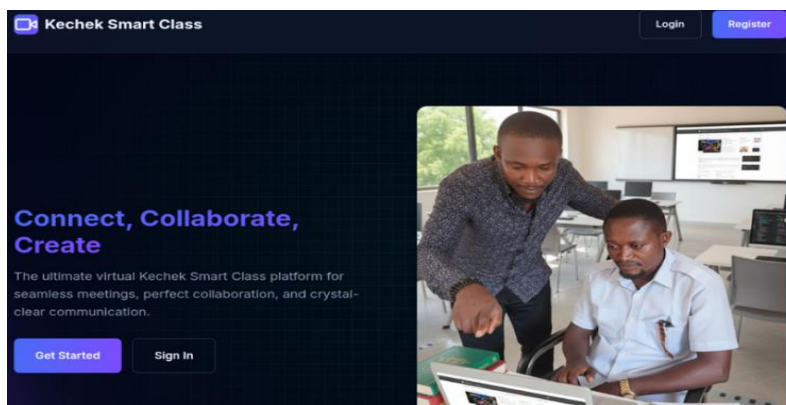 Kechek Smart Class
Login
Register
Connect, Collaborate,
Create
The ultimate virtual Kechek Smart Class platform for
seamless meetings, perfect collaboration, and crystal-
clear communication.
Get Started
Sign In